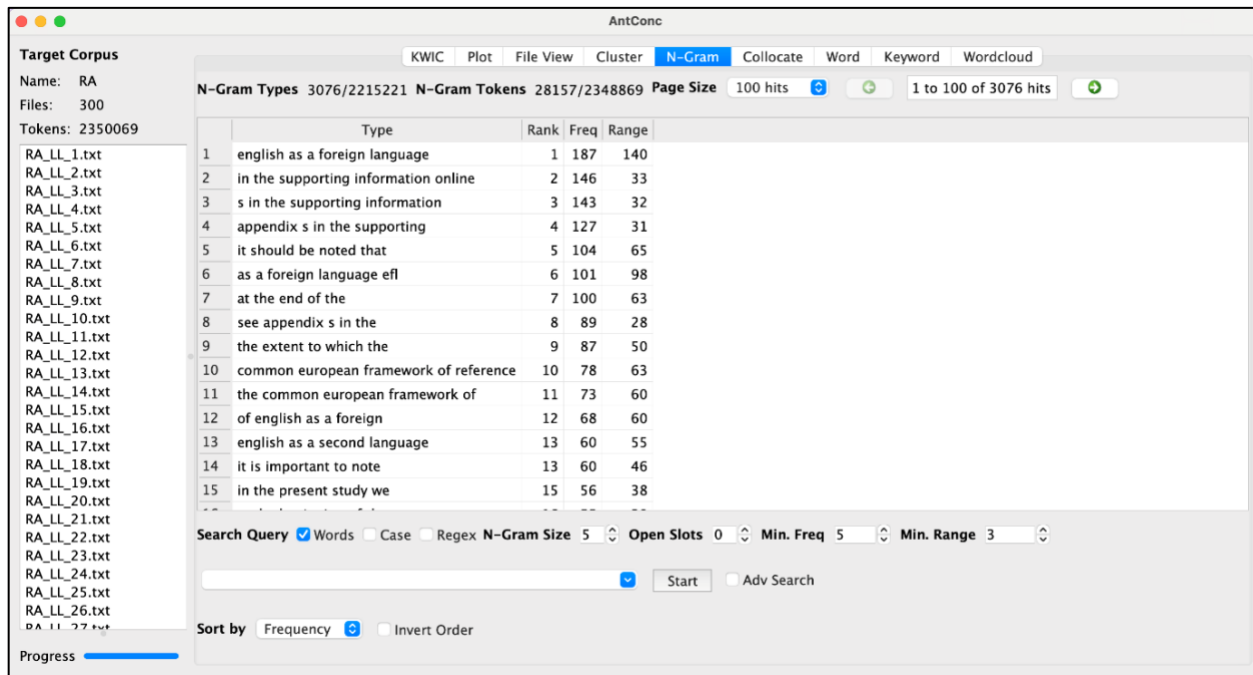 AntConc
Target Corpus
Name: RA
Files: 300
Tokens: 2350069
RA_LL_1.txt
RA_LL_2.txt
RA_LL_3.txt
RA_LL_4.txt
RA_LL_5.txt
RA_LL_6.txt
RA_LL_7.txt
RA_LL_8.txt
RA_LL_9.txt
RA_LL_10.txt
RA_LL_11.txt
RA_LL_12.txt
RA_LL_13.txt
RA_LL_14.txt
RA_LL_15.txt
RA_LL_16.txt
RA_LL_17.txt
RA_LL_18.txt
RA_LL_19.txt
RA_LL_20.txt
RA_LL_21.txt
RA_LL_22.txt
RA_LL_23.txt
RA_LL_24.txt
RA_LL_25.txt
RA_LL_26.txt
RA_LL_27.txt
Progress
KWIC Plot File View Cluster N-Gram Collocate Word Keyword Wordcloud
N-Gram Types 3076/2215221 N-Gram Tokens 28157/2348869 Page Size 100 hits 1 to 100 of 3076 hits
Type Rank Freq Range
1 english as a foreign language 1 187 140
2 in the supporting information online 2 146 33
3 s in the supporting information 3 143 32
4 appendix s in the supporting 4 127 31
5 it should be noted that 5 104 65
6 as a foreign language efl 6 101 98
7 at the end of the 7 100 63
8 see appendix s in the 8 89 28
9 the extent to which the 9 87 50
10 common european framework of reference 10 78 63
11 the common european framework of 11 73 60
12 of english as a foreign 12 68 60
13 english as a second language 13 60 55
14 it is important to note 13 60 46
15 in the present study we 15 56 38
Search Query Words Case Regex N-Gram Size 5 Open Slots 0 Min. Freq 5 Min. Range 3
Start Adv Search
Sort by Frequency Invert Order